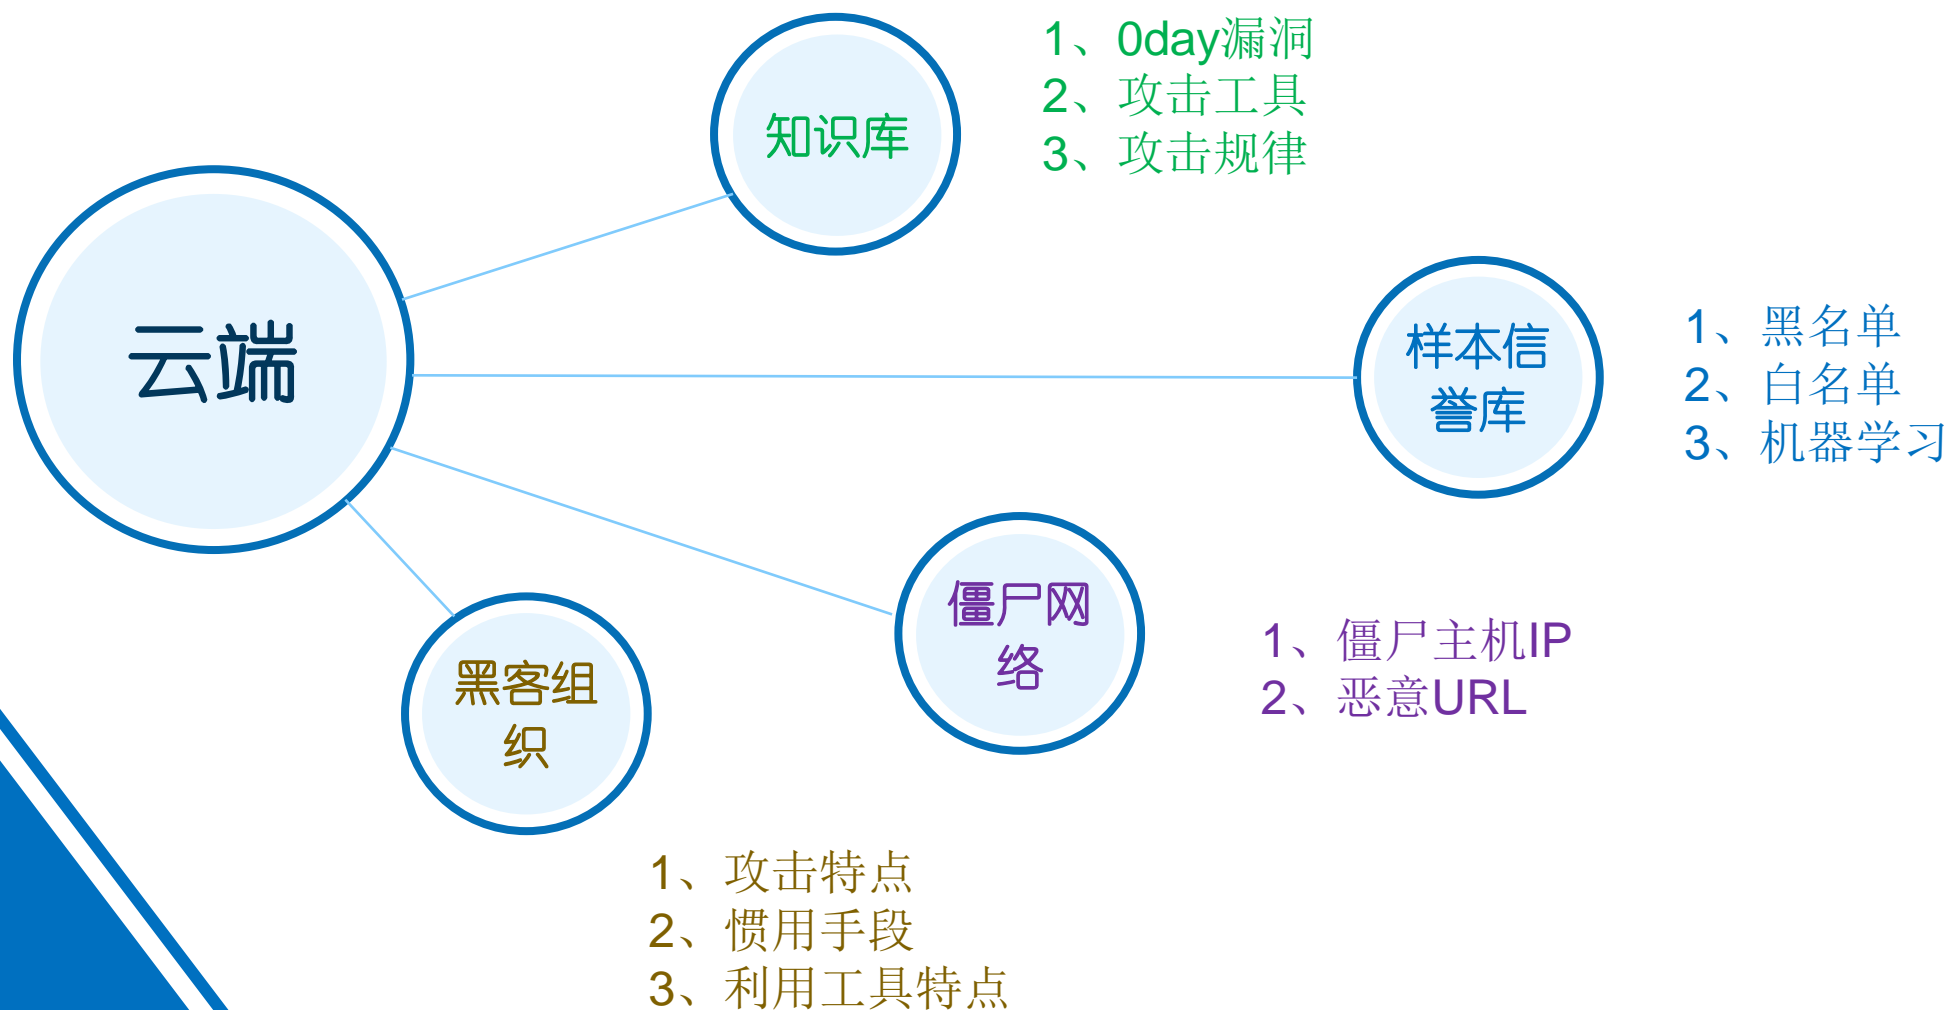 1、0day漏洞
2、攻击工具
3、攻击规律
知识库
云端
样本信
誉库
1、黑名单
2、白名单
3、机器学习
僵尸网
络
1、僵尸主机IP
2、恶意URL
黑客组
织
1、攻击特点
2、惯用手段
3、利用工具特点